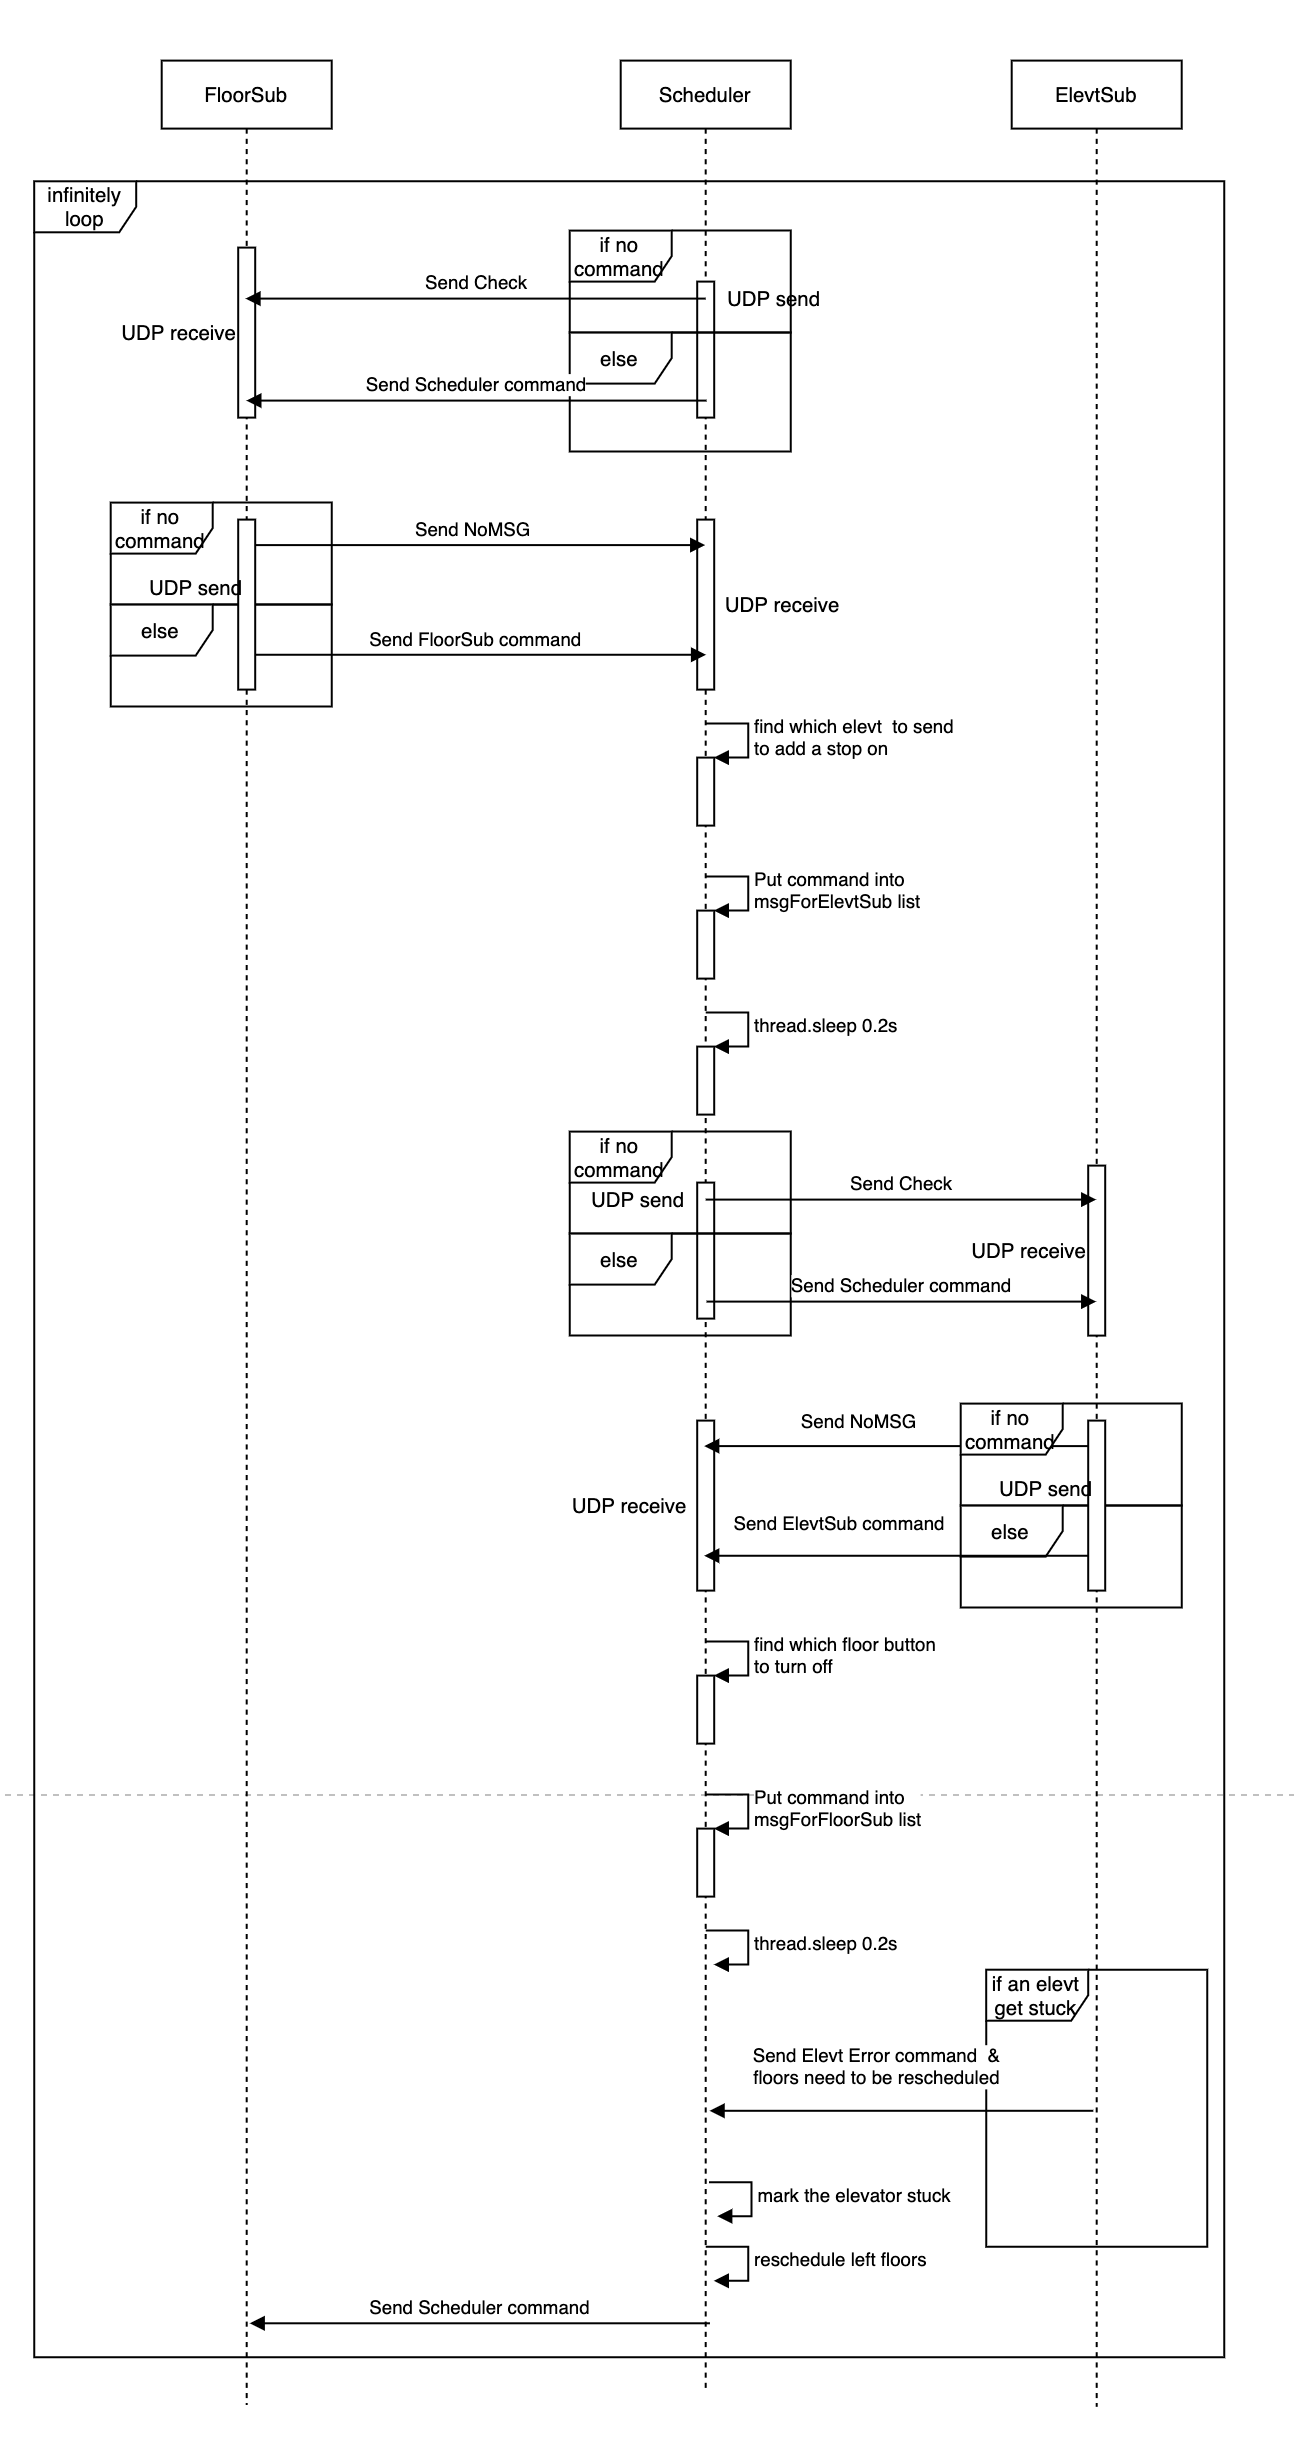 FloorSub
Scheduler
ElevtSub
infinitely
loop
if no
command
Send Check
UDP send
UDP receive
else
Send Scheduler command
if no
command
Send NoMSG
UDP send
UDP receive
else
Send FloorSub command
find which elevt  to send
to add a stop on
Put command into
msgForElevtSub list
thread.sleep 0.2s
if no
command
Send Check
UDP send
UDP receive
else
Send Scheduler command
Send NoMSG
if no
command
UDP send
UDP receive
Send ElevtSub command
else
find which floor button
to turn off
Put command into
msgForFloorSub list
thread.sleep 0.2s
if an elevt
get stuck
Send Elevt Error command  &
floors need to be rescheduled
mark the elevator stuck
reschedule left floors
Send Scheduler command